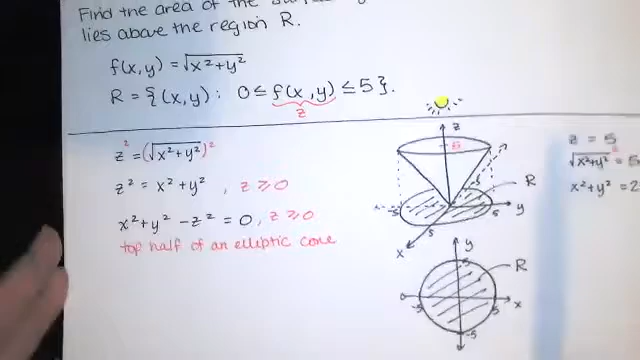 Find the area of the
lies above the region R.
f(x,y) = √x²+y²
R = {(x,y): 0 ≤ f(x,y) ≤ 5}.
z
z² = (√x²+y²)²
z² = x² + y² , z ≥ 0
x² + y² - z² = 0, z ≥ 0
top half of an elliptic cone
z
5
R
-5
5
y
5
x
y
5
R
-5
5
x
-5
z = 5
√x²+y² = 5
x² + y² = 2